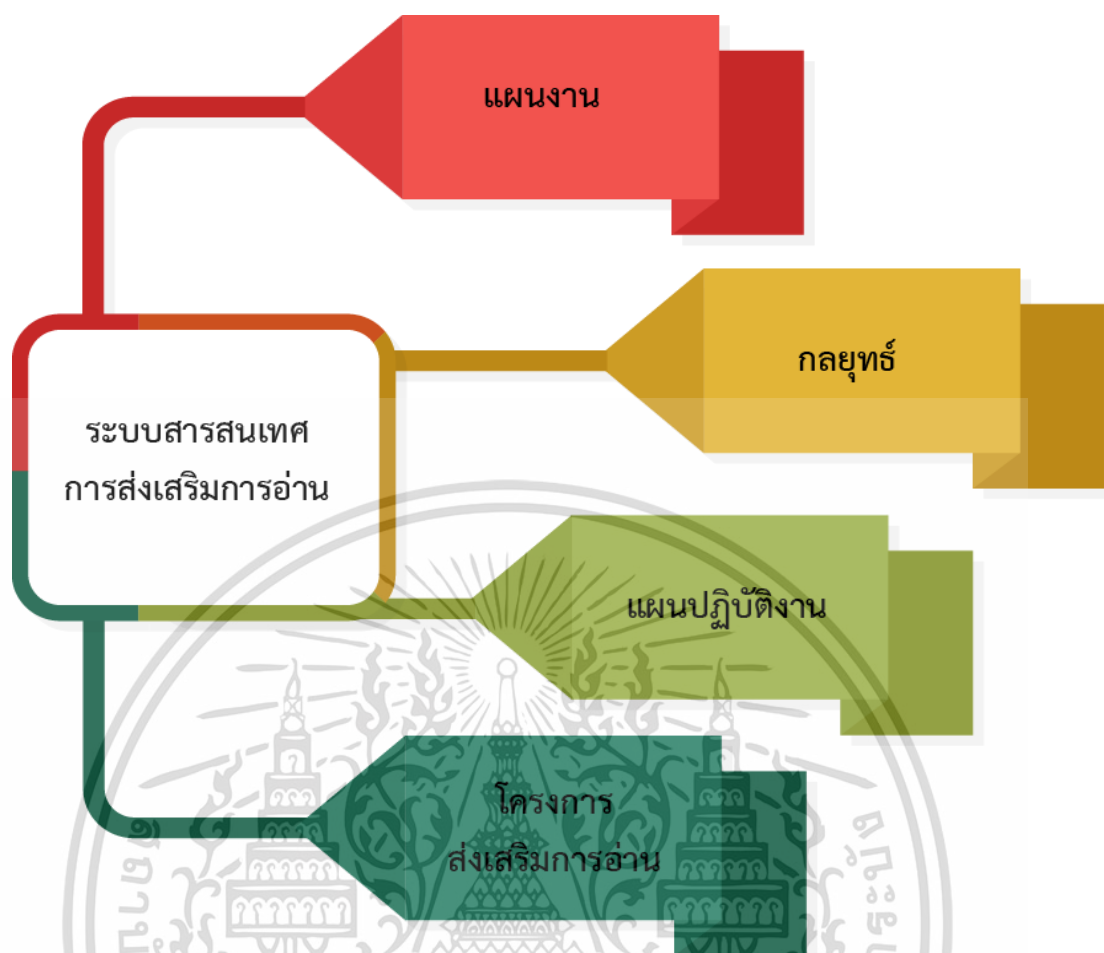 แผนงาน
กลยุทธ์
ระบบสารสนเทศ
การส่งเสริมการอ่าน
แผนปฏิบัติงาน
โครงการ
ส่งเสริมการอ่าน